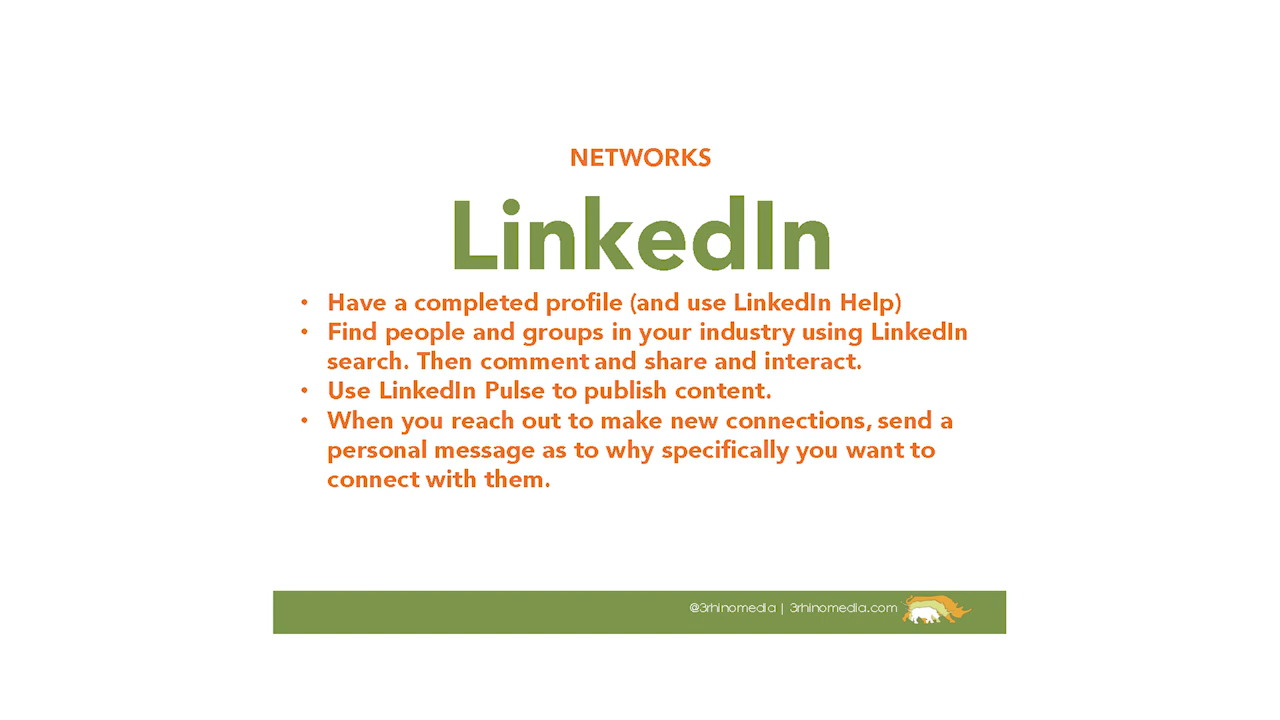 NETWORKS
LinkedIn
• Have a completed profile (and use LinkedIn Help)
• Find people and groups in your industry using LinkedIn
search. Then comment and share and interact.
• Use LinkedIn Pulse to publish content.
• When you reach out to make new connections, send a
personal message as to why specifically you want to
connect with them.
@3rhinomedia | 3rhinomedia.com